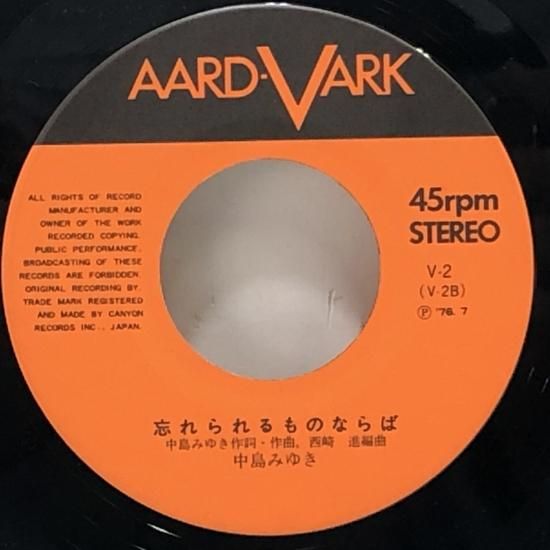 AARD-VARK
ALL RIGHTS OF RECORD
MANUFACTURER AND
OWNER OF THE WORK
RECORDED COPYING.
PUBLIC PERFORMANCE.
BROADCASTING OF THESE
RECORDS ARE FORBIDDEN.
ORIGINAL RECORDING BY.
TRADE MARK REGISTERED
AND MADE BY CANYON
RECORDS INC., JAPAN.
45rpm
STEREO
V-2
(V-2B)
Ⓟ '76. 7
忘れられるものならば
中島みゆき作詞・作曲, 西崎 進編曲
中島みゆき